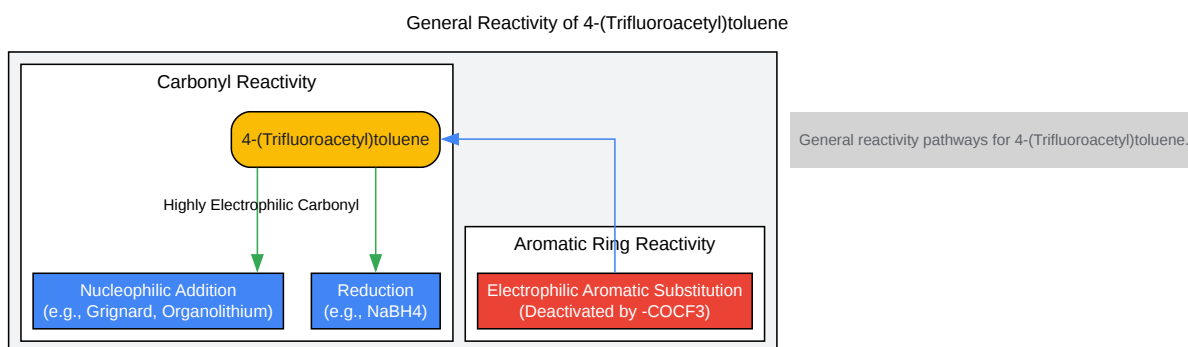 General Reactivity of 4-(Trifluoroacetyl)toluene
Carbonyl Reactivity
4-(Trifluoroacetyl)toluene
General reactivity pathways for 4-(Trifluoroacetyl)toluene.
Highly Electrophilic Carbonyl
Aromatic Ring Reactivity
Nucleophilic Addition
(e.g., Grignard, Organolithium)
Reduction
(e.g., NaBH4)
Electrophilic Aromatic Substitution
(Deactivated by -COCF3)